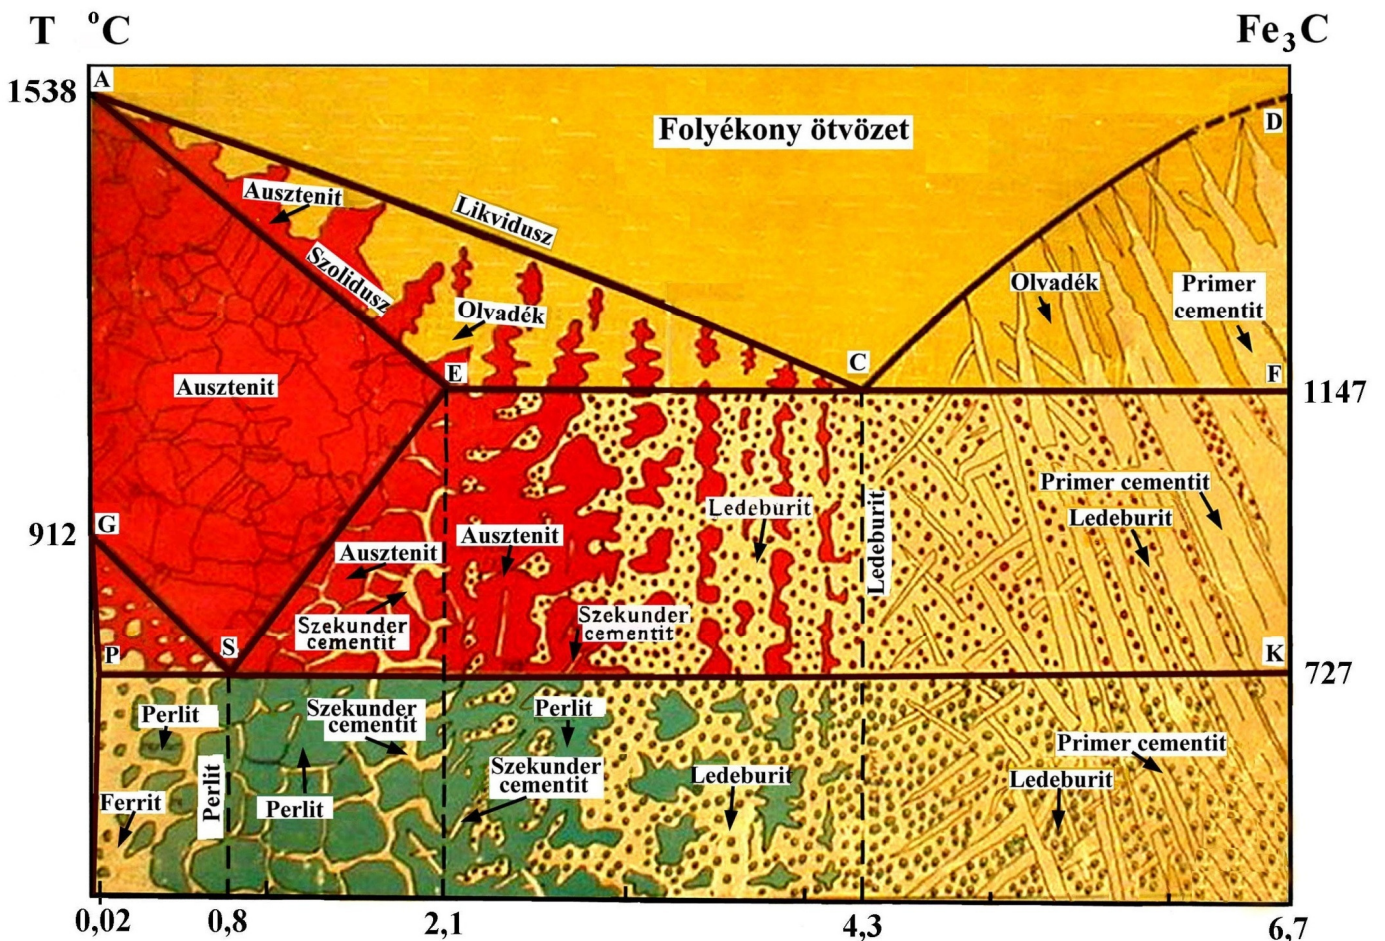 T °C
Fe₃C
A
1538
D
Folyékony ötvözet
Ausztenit
Likvidusz
Szolidusz
Olvadék
Olvadék
Primer
cementit
Ausztenit
E
C
F
1147
G
912
Ausztenit
Szekunder
cementit
Ausztenit
Szekunder
cementit
Ledeburit
Ledeburit
Primer cementit
Ledeburit
P
S
K
727
Perlit
Ferrit
Perlit
Perlit
Szekunder
cementit
Perlit
Szekunder
cementit
Ledeburit
Primer cementit
Ledeburit
0,02
0,8
2,1
4,3
6,7